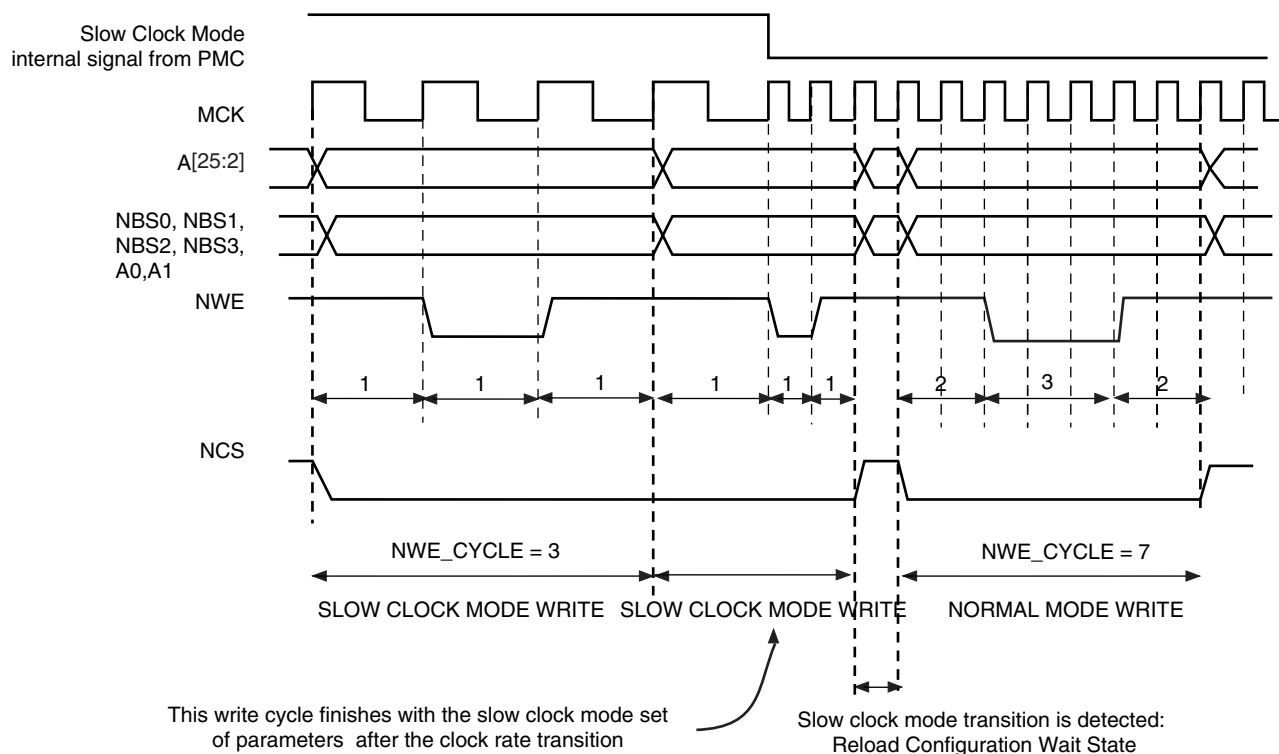 Slow Clock Mode
internal signal from PMC
MCK
A[25:2]
NBS0, NBS1,
NBS2, NBS3,
A0,A1
NWE
1 1 1 1 1 1 2 3 2
NCS
NWE_CYCLE = 3 NWE_CYCLE = 7
SLOW CLOCK MODE WRITE SLOW CLOCK MODE WRITE NORMAL MODE WRITE
This write cycle finishes with the slow clock mode set
of parameters after the clock rate transition
Slow clock mode transition is detected:
Reload Configuration Wait State